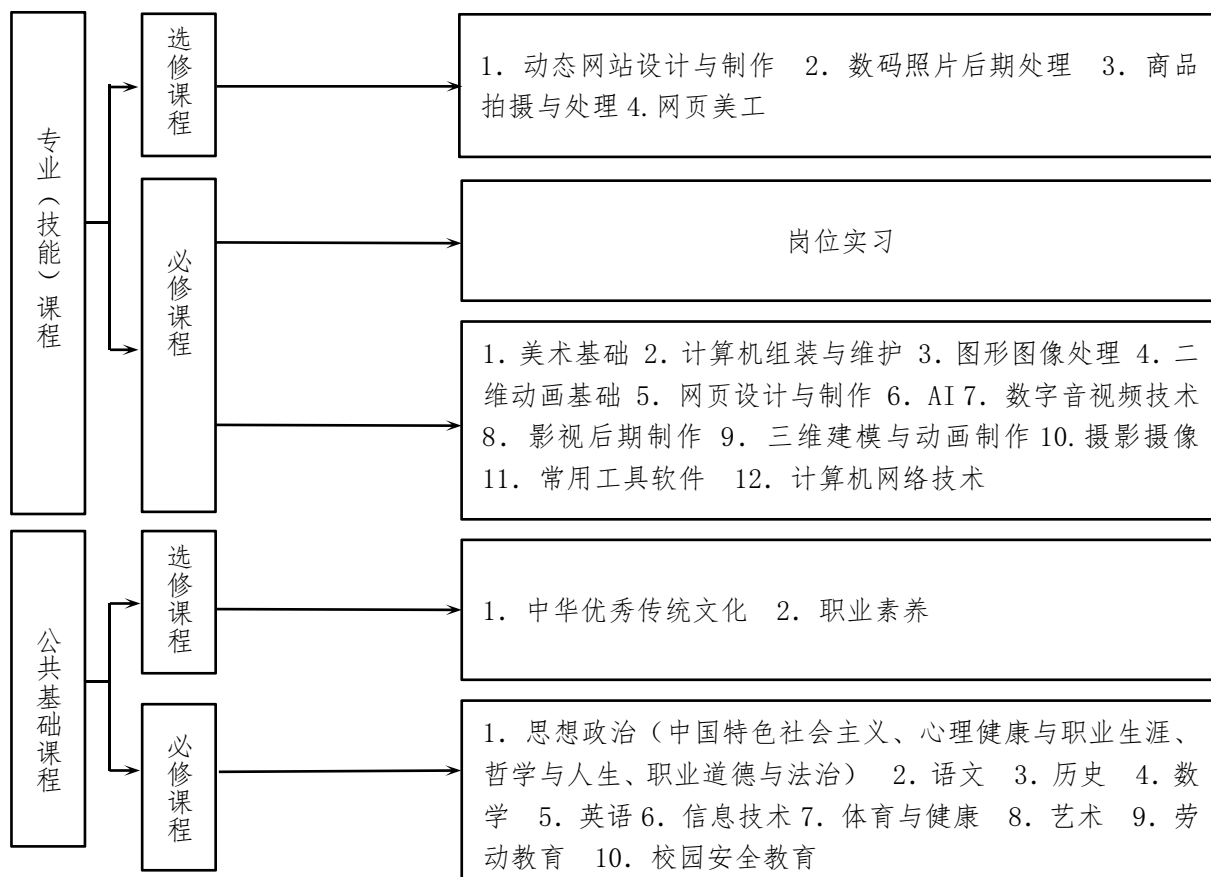 专业（技能）课程
选修课程
1. 动态网站设计与制作 2. 数码照片后期处理 3. 商品
拍摄与处理 4. 网页美工
必修课程
岗位实习
1. 美术基础 2. 计算机组装与维护 3. 图形图像处理 4. 二
维动画基础 5. 网页设计与制作 6. AI 7. 数字音视频技术
8. 影视后期制作 9. 三维建模与动画制作 10. 摄影摄像
11. 常用工具软件 12. 计算机网络技术
公共基础课程
选修课程
1. 中华优秀传统文化 2. 职业素养
必修课程
1. 思想政治（中国特色社会主义、心理健康与职业生涯、
哲学与人生、职业道德与法治） 2. 语文 3. 历史 4. 数
学 5. 英语 6. 信息技术 7. 体育与健康 8. 艺术 9. 劳
动教育 10. 校园安全教育